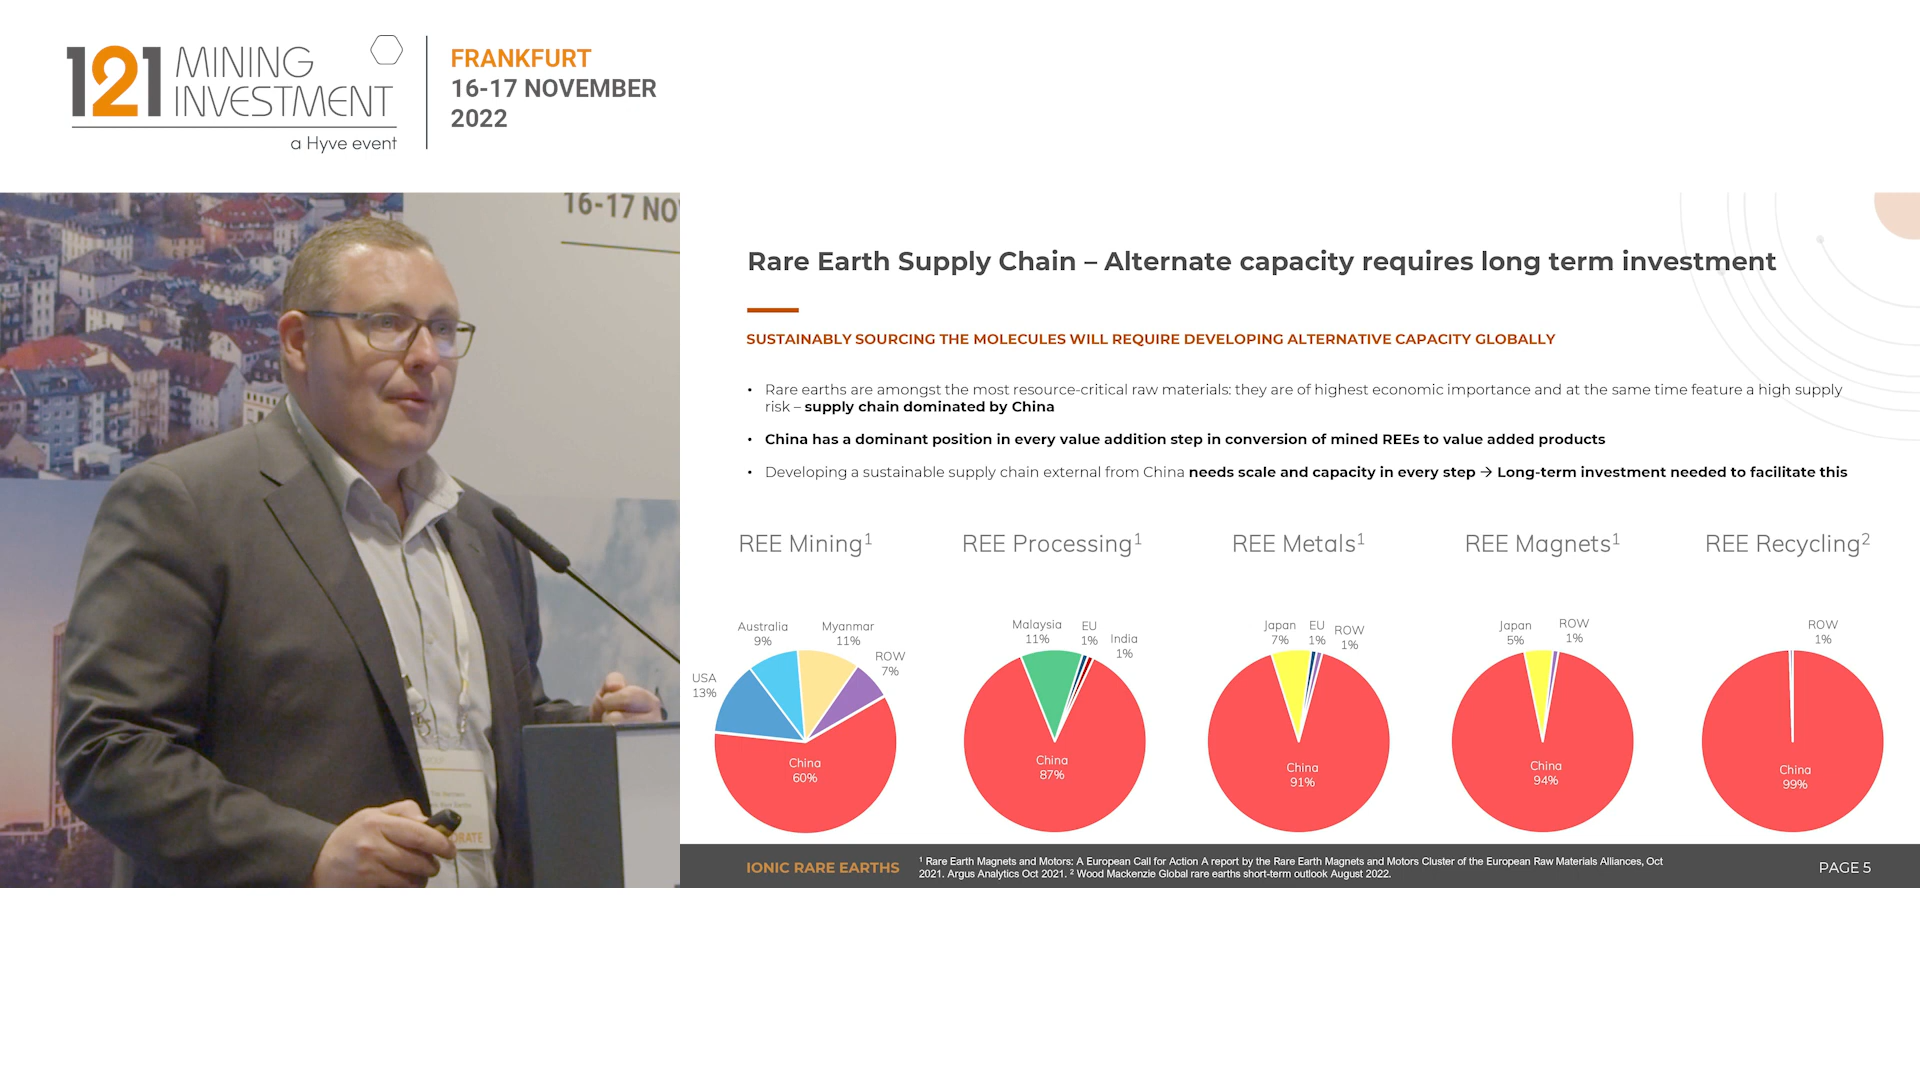 121 MINING
INVESTMENT
a Hyve event
FRANKFURT
16-17 NOVEMBER
2022
16-17 NO
ORATE
Rare Earth Supply Chain – Alternate capacity requires long term investment
SUSTAINABLY SOURCING THE MOLECULES WILL REQUIRE DEVELOPING ALTERNATIVE CAPACITY GLOBALLY
• Rare earths are amongst the most resource-critical raw materials: they are of highest economic importance and at the same time feature a high supply
risk – supply chain dominated by China
• China has a dominant position in every value addition step in conversion of mined REEs to value added products
• Developing a sustainable supply chain external from China needs scale and capacity in every step → Long-term investment needed to facilitate this
REE Mining¹
Australia
9%
Myanmar
11%
ROW
7%
USA
13%
China
60%
REE Processing¹
Malaysia
11%
EU
1%
India
1%
China
87%
REE Metals¹
Japan
7%
EU
1%
ROW
1%
China
91%
REE Magnets¹
Japan
5%
ROW
1%
China
94%
REE Recycling²
ROW
1%
China
99%
IONIC RARE EARTHS
¹ Rare Earth Magnets and Motors: A European Call for Action A report by the Rare Earth Magnets and Motors Cluster of the European Raw Materials Alliances, Oct
2021. Argus Analytics Oct 2021. ² Wood Mackenzie Global rare earths short-term outlook August 2022.
PAGE 5